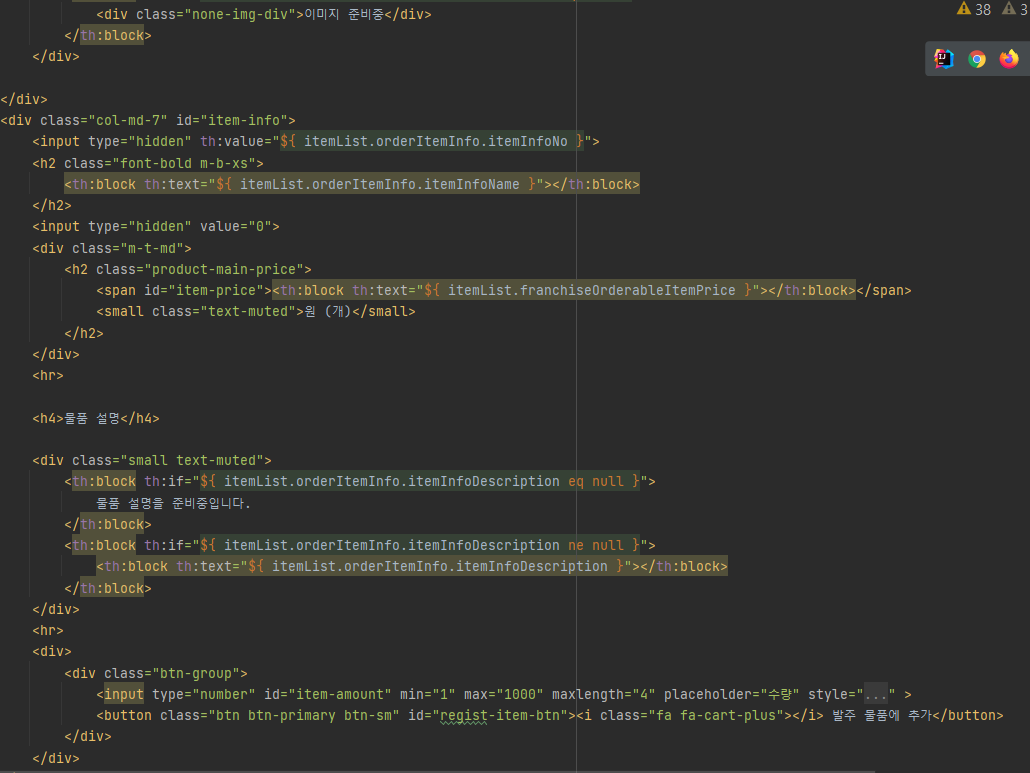 38 3
<div class="none-img-div">이미지 준비중</div>
</th:block>
</div>
</div>
<div class="col-md-7" id="item-info">
<input type="hidden" th:value="${ itemList.orderItemInfo.itemInfoNo }">
<h2 class="font-bold m-b-xs">
<th:block th:text="${ itemList.orderItemInfo.itemInfoName }"></th:block>
</h2>
<input type="hidden" value="0">
<div class="m-t-md">
<h2 class="product-main-price">
<span id="item-price"><th:block th:text="${ itemList.franchiseOrderableItemPrice }"></th:block></span>
<small class="text-muted">원 (개)</small>
</h2>
</div>
<hr>
<h4>물품 설명</h4>
<div class="small text-muted">
<th:block th:if="${ itemList.orderItemInfo.itemInfoDescription eq null }">
물품 설명을 준비중입니다.
</th:block>
<th:block th:if="${ itemList.orderItemInfo.itemInfoDescription ne null }">
<th:block th:text="${ itemList.orderItemInfo.itemInfoDescription }"></th:block>
</th:block>
</div>
<hr>
<div>
<div class="btn-group">
<input type="number" id="item-amount" min="1" max="1000" maxlength="4" placeholder="수량" style="..." >
<button class="btn btn-primary btn-sm" id="regist-item-btn"><i class="fa fa-cart-plus"></i> 발주 물품에 추가</button>
</div>
</div>